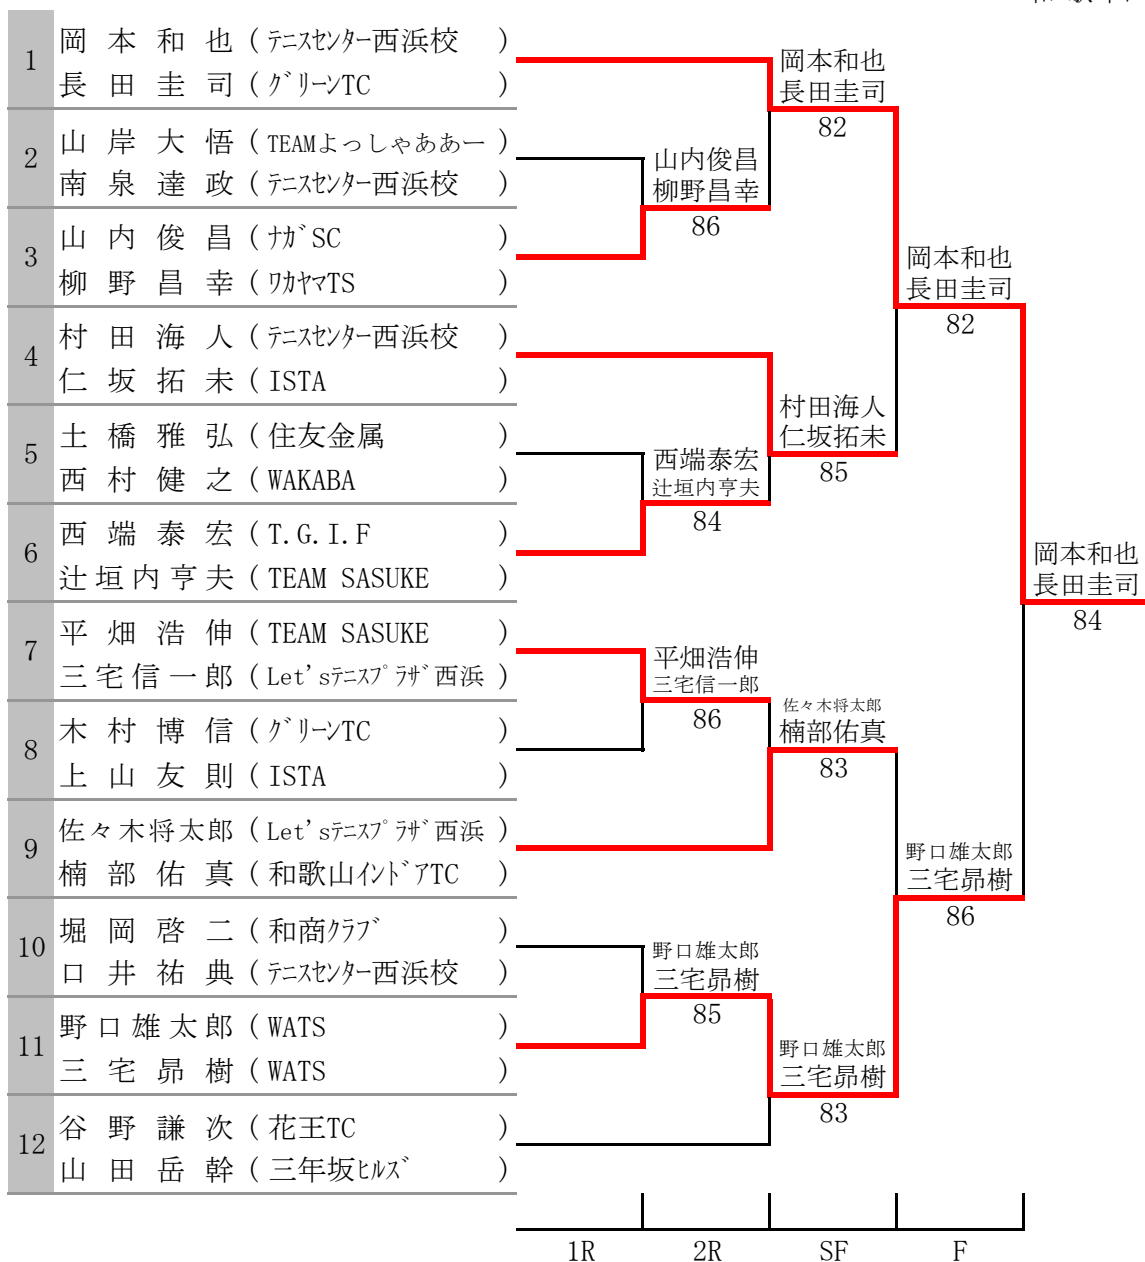 1 岡本和也 (テニスセンター西浜校)
長田圭司 (グリーンTC)
2 山岸大悟 (TEAMよっしゃああー)
南泉達政 (テニスセンター西浜校)
3 山内俊昌 (ナガSC)
柳野昌幸 (ワカヤマTS)
4 村田海人 (テニスセンター西浜校)
仁坂拓未 (ISTA)
5 土橋雅弘 (住友金属)
西村健之 (WAKABA)
6 西端泰宏 (T.G.I.F)
辻垣内亨夫 (TEAM SASUKE)
7 平畑浩伸 (TEAM SASUKE)
三宅信一郎 (Let'sテニスプラザ西浜)
8 木村博信 (グリーンTC)
上山友則 (ISTA)
9 佐々木将太郎 (Let'sテニスプラザ西浜)
楠部佑真 (和歌山インドアTC)
10 堀岡啓二 (和商クラブ)
口井祐典 (テニスセンター西浜校)
11 野口雄太郎 (WATS)
三宅昴樹 (WATS)
12 谷野謙次 (花王TC)
山田岳幹 (三年坂ヒルズ)
山内俊昌
柳野昌幸
86
西端泰宏
辻垣内亨夫
84
平畑浩伸
三宅信一郎
86
野口雄太郎
三宅昴樹
85
岡本和也
長田圭司
82
村田海人
仁坂拓未
85
佐々木将太郎
楠部佑真
83
野口雄太郎
三宅昴樹
83
岡本和也
長田圭司
82
野口雄太郎
三宅昴樹
86
岡本和也
長田圭司
84
1R 2R SF F